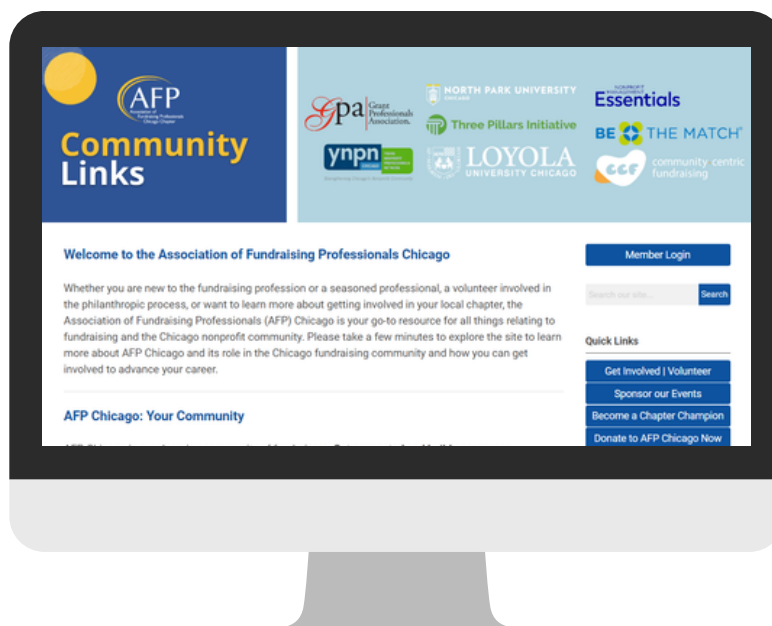 AFP
Association of
Fundraising Professionals
Chicago Chapter
Community
Links
gpa Grant
Professionals
Association.
ynpn
NORTH PARK UNIVERSITY
CHICAGO
Three Pillars Initiative
LOYOLA
UNIVERSITY CHICAGO
NONPROFIT
MANAGEMENT
Essentials
BE THE MATCH®
ccf community centric
fundraising
Welcome to the Association of Fundraising Professionals Chicago
Whether you are new to the fundraising profession or a seasoned professional, a volunteer involved in
the philanthropic process, or want to learn more about getting involved in your local chapter, the
Association of Fundraising Professionals (AFP) Chicago is your go-to resource for all things relating to
fundraising and the Chicago nonprofit community. Please take a few minutes to explore the site to learn
more about AFP Chicago and its role in the Chicago fundraising community and how you can get
involved to advance your career.
AFP Chicago: Your Community
Member Login
Search our site...
Search
Quick Links
Get Involved | Volunteer
Sponsor our Events
Become a Chapter Champion
Donate to AFP Chicago Now